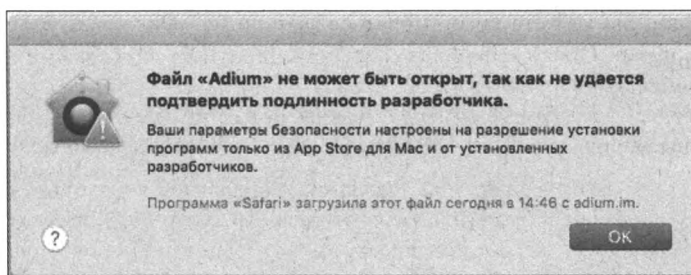 Файл «Adium» не может быть открыт, так как не удается
подтвердить подлинность разработчика.
Ваши параметры безопасности настроены на разрешение установки
программ только из App Store для Mac и от установленных
разработчиков.
Программа «Safari» загрузила этот файл сегодня в 14:46 с adium.im.
?
OK